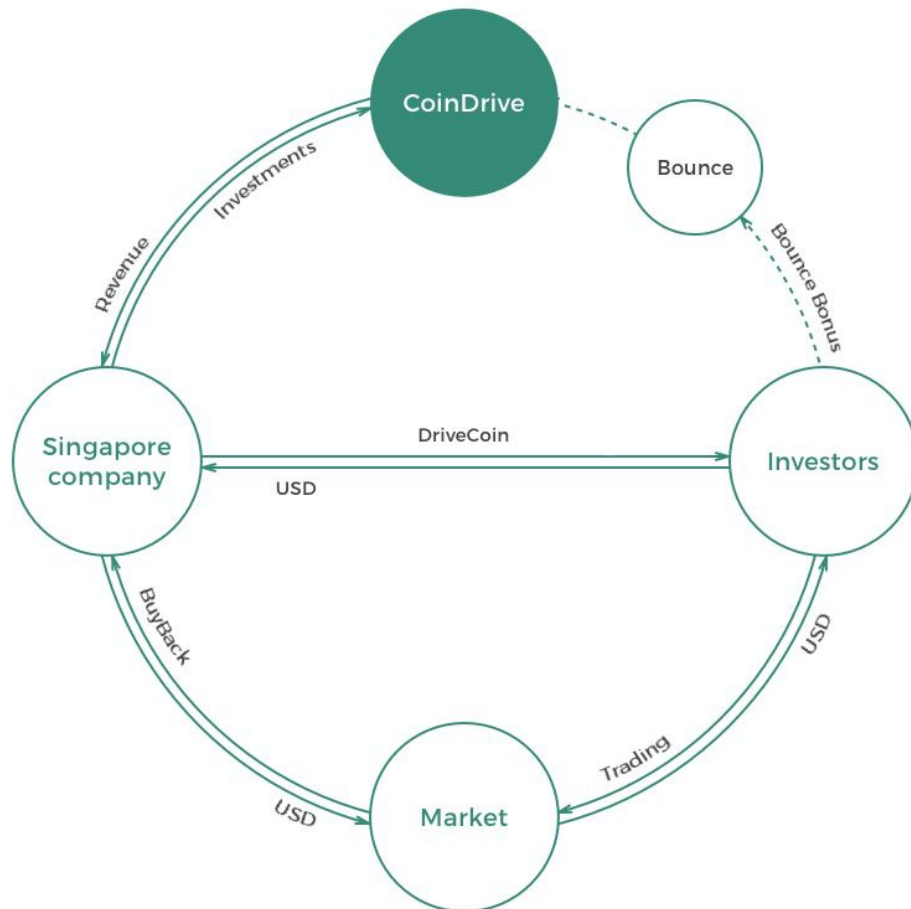 CoinDrive
Bounce
Investments
Revenue
Bounce Bonus
Singapore
company
DriveCoin
USD
Investors
BuyBack
USD
Trading
USD
Market